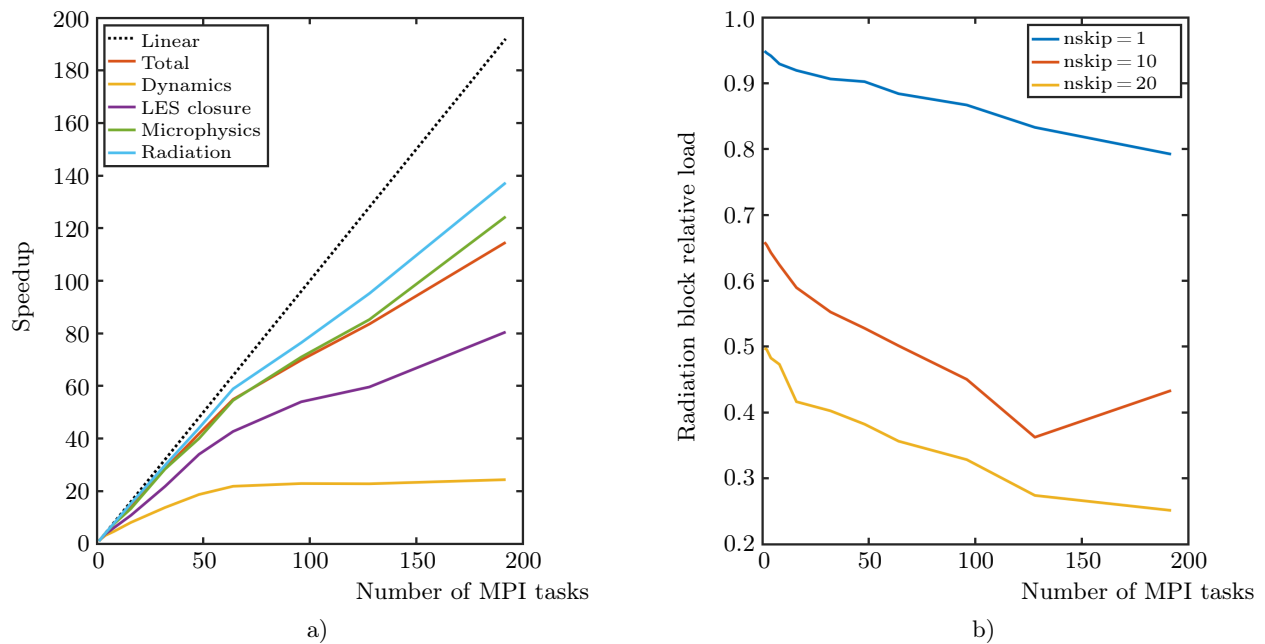 200
180
160
140
120
100
80
60
40
20
0
Speedup
Linear
Total
Dynamics
LES closure
Microphysics
Radiation
0 50 100 150 200
Number of MPI tasks
a)
1.0
0.9
0.8
0.7
0.6
0.5
0.4
0.3
0.2
Radiation block relative load
nskip = 1
nskip = 10
nskip = 20
0 50 100 150 200
Number of MPI tasks
b)